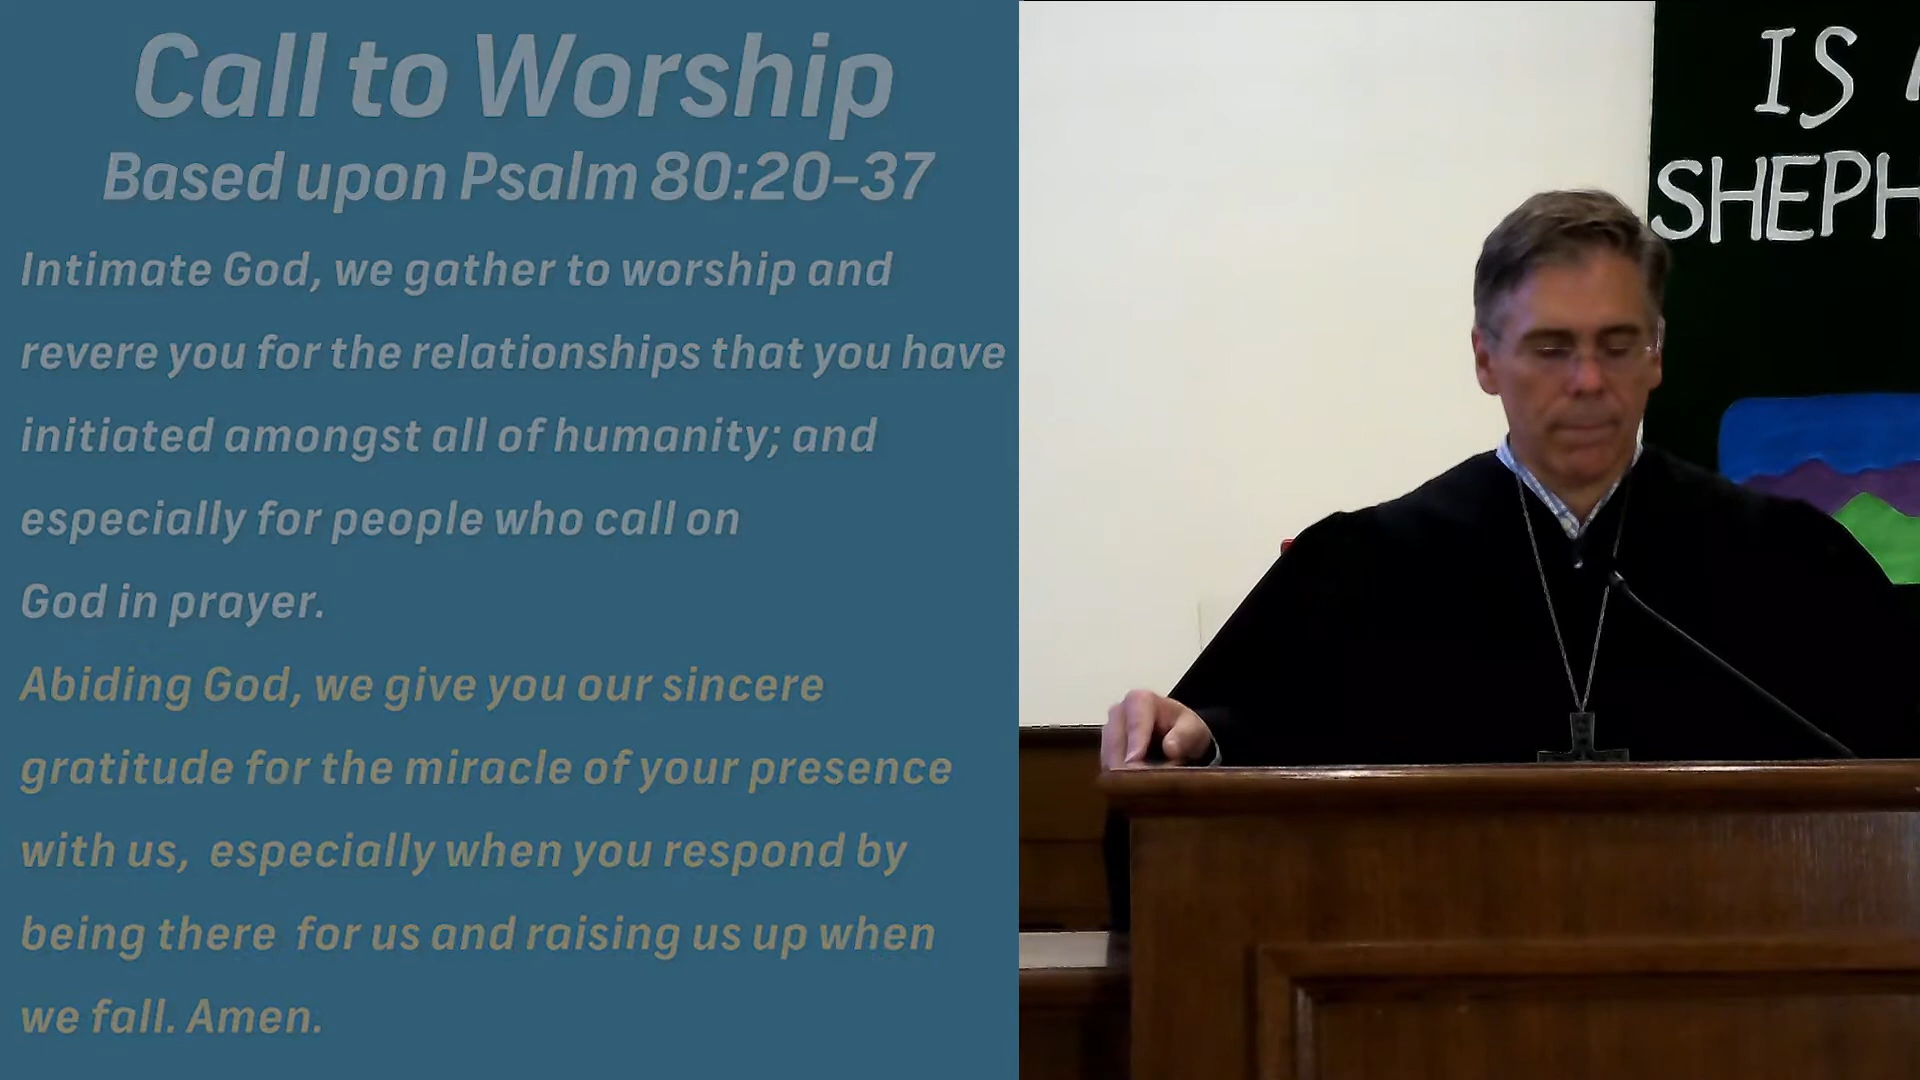 Call to Worship
Based upon Psalm 80:20-37
Intimate God, we gather to worship and
revere you for the relationships that you have
initiated amongst all of humanity; and
especially for people who call on
God in prayer.
Abiding God, we give you our sincere
gratitude for the miracle of your presence
with us,  especially when you respond by
being there  for us and raising us up when
we fall. Amen.
IS
SHEPH